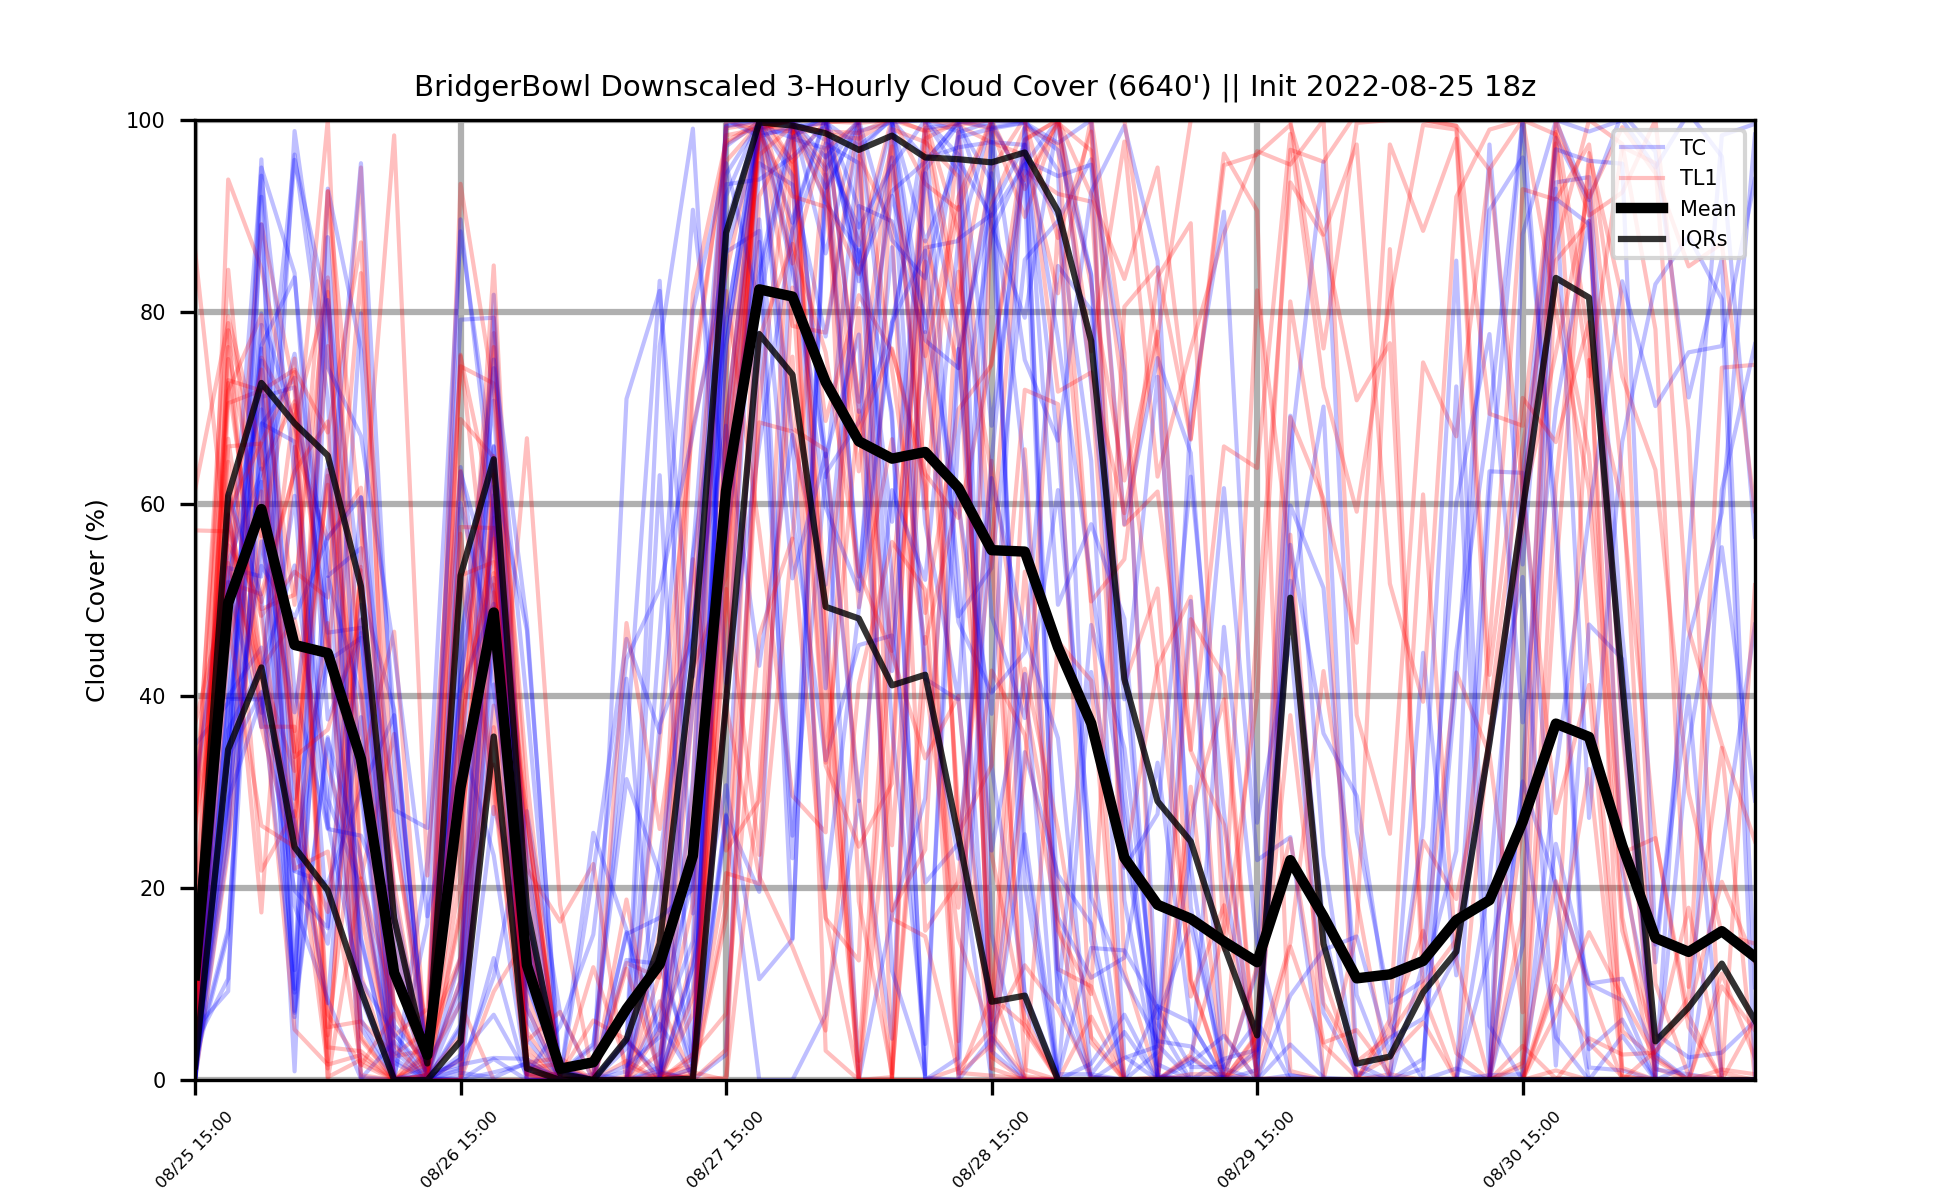 BridgerBowl Downscaled 3-Hourly Cloud Cover (6640') || Init 2022-08-25 18z
Cloud Cover (%)
100
80
60
40
20
0
TC
TL1
Mean
IQRs
08/25 15:00
08/26 15:00
08/27 15:00
08/28 15:00
08/29 15:00
08/30 15:00